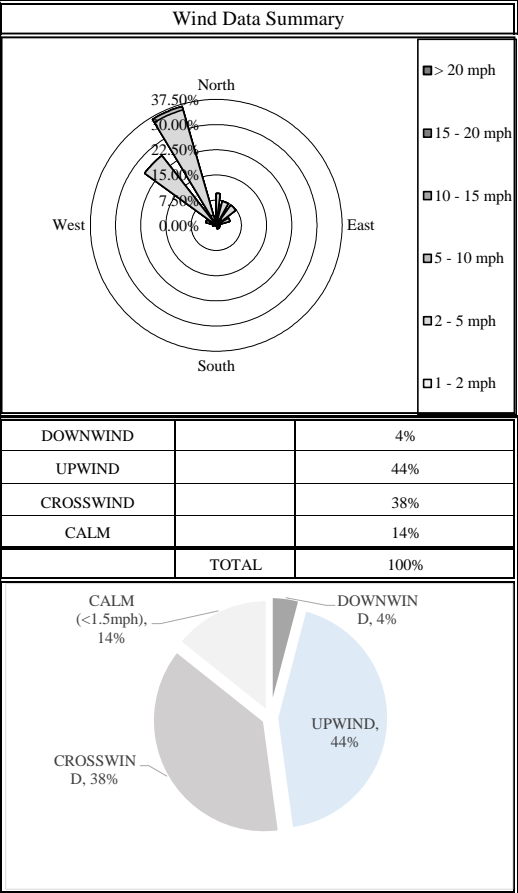 Wind Data Summary
North
37.50%
30.00%
22.50%
15.00%
7.50%
0.00%
West
East
South
> 20 mph
15 - 20 mph
10 - 15 mph
5 - 10 mph
2 - 5 mph
1 - 2 mph
DOWNWIND 4%
UPWIND 44%
CROSSWIND 38%
CALM 14%
TOTAL 100%
CALM
(<1.5mph),
14%
DOWNWIN
D, 4%
UPWIND,
44%
CROSSWIN
D, 38%